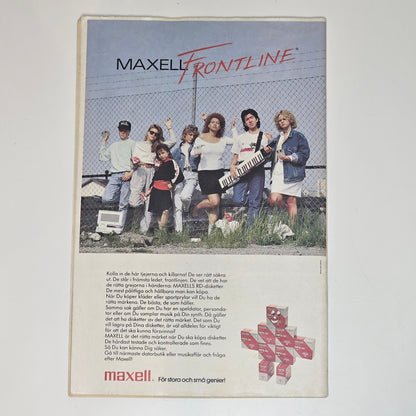 MAXELL FRONTLINE
Kolla in de här tjejerna och killarna! De ser rätt säkra
ut. De står i främsta ledet, frontlinjen. De vet att de har
de rätta grejorna i händerna: MAXELLS RD-disketter.
De mest pålitliga och hållbara man kan köpa.
När Du köper kläder eller sportprylar vill Du ha de
rätta märkena. De bästa, de som håller.
Samma sak gäller om Du har en speldator, persondator
eller om Du samplar musik på Din synth. Då gäller
det att ha disketter av det rätta märket. Det som Du
vill lagra på Dina disketter, är väl alldeles för viktigt
för att det ska kunna försvinna?
MAXELL är det rätta märket när Du ska köpa disketter.
De hårdast testade och kontrollerade som finns.
Så Du kan känna Dig säker.
Gå till närmaste datorbutik eller musikaffär och fråga
efter Maxell!
maxell. För stora och små genier!